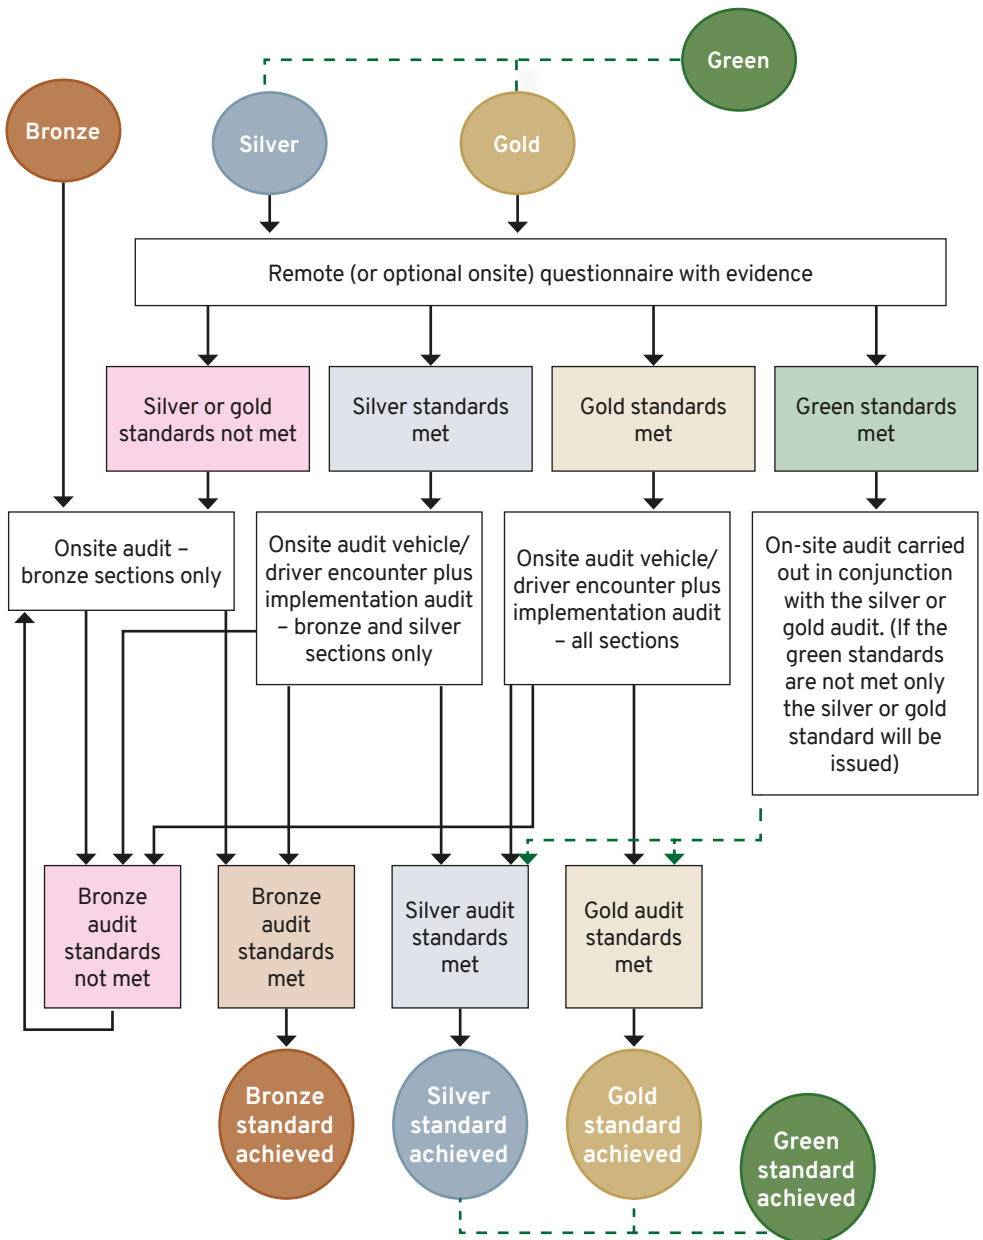 Green
Bronze
Silver
Gold
Remote (or optional onsite) questionnaire with evidence
Silver or gold
standards not met
Silver standards
met
Gold standards
met
Green standards
met
Onsite audit –
bronze sections only
Onsite audit vehicle/
driver encounter plus
implementation audit
– bronze and silver
sections only
Onsite audit vehicle/
driver encounter plus
implementation audit
– all sections
On-site audit carried
out in conjunction
with the silver or
gold audit. (If the
green standards
are not met only
the silver or gold
standard will be
issued)
Bronze
audit
standards
not met
Bronze
audit
standards
met
Silver audit
standards
met
Gold audit
standards
met
Bronze
standard
achieved
Silver
standard
achieved
Gold
standard
achieved
Green
standard
achieved